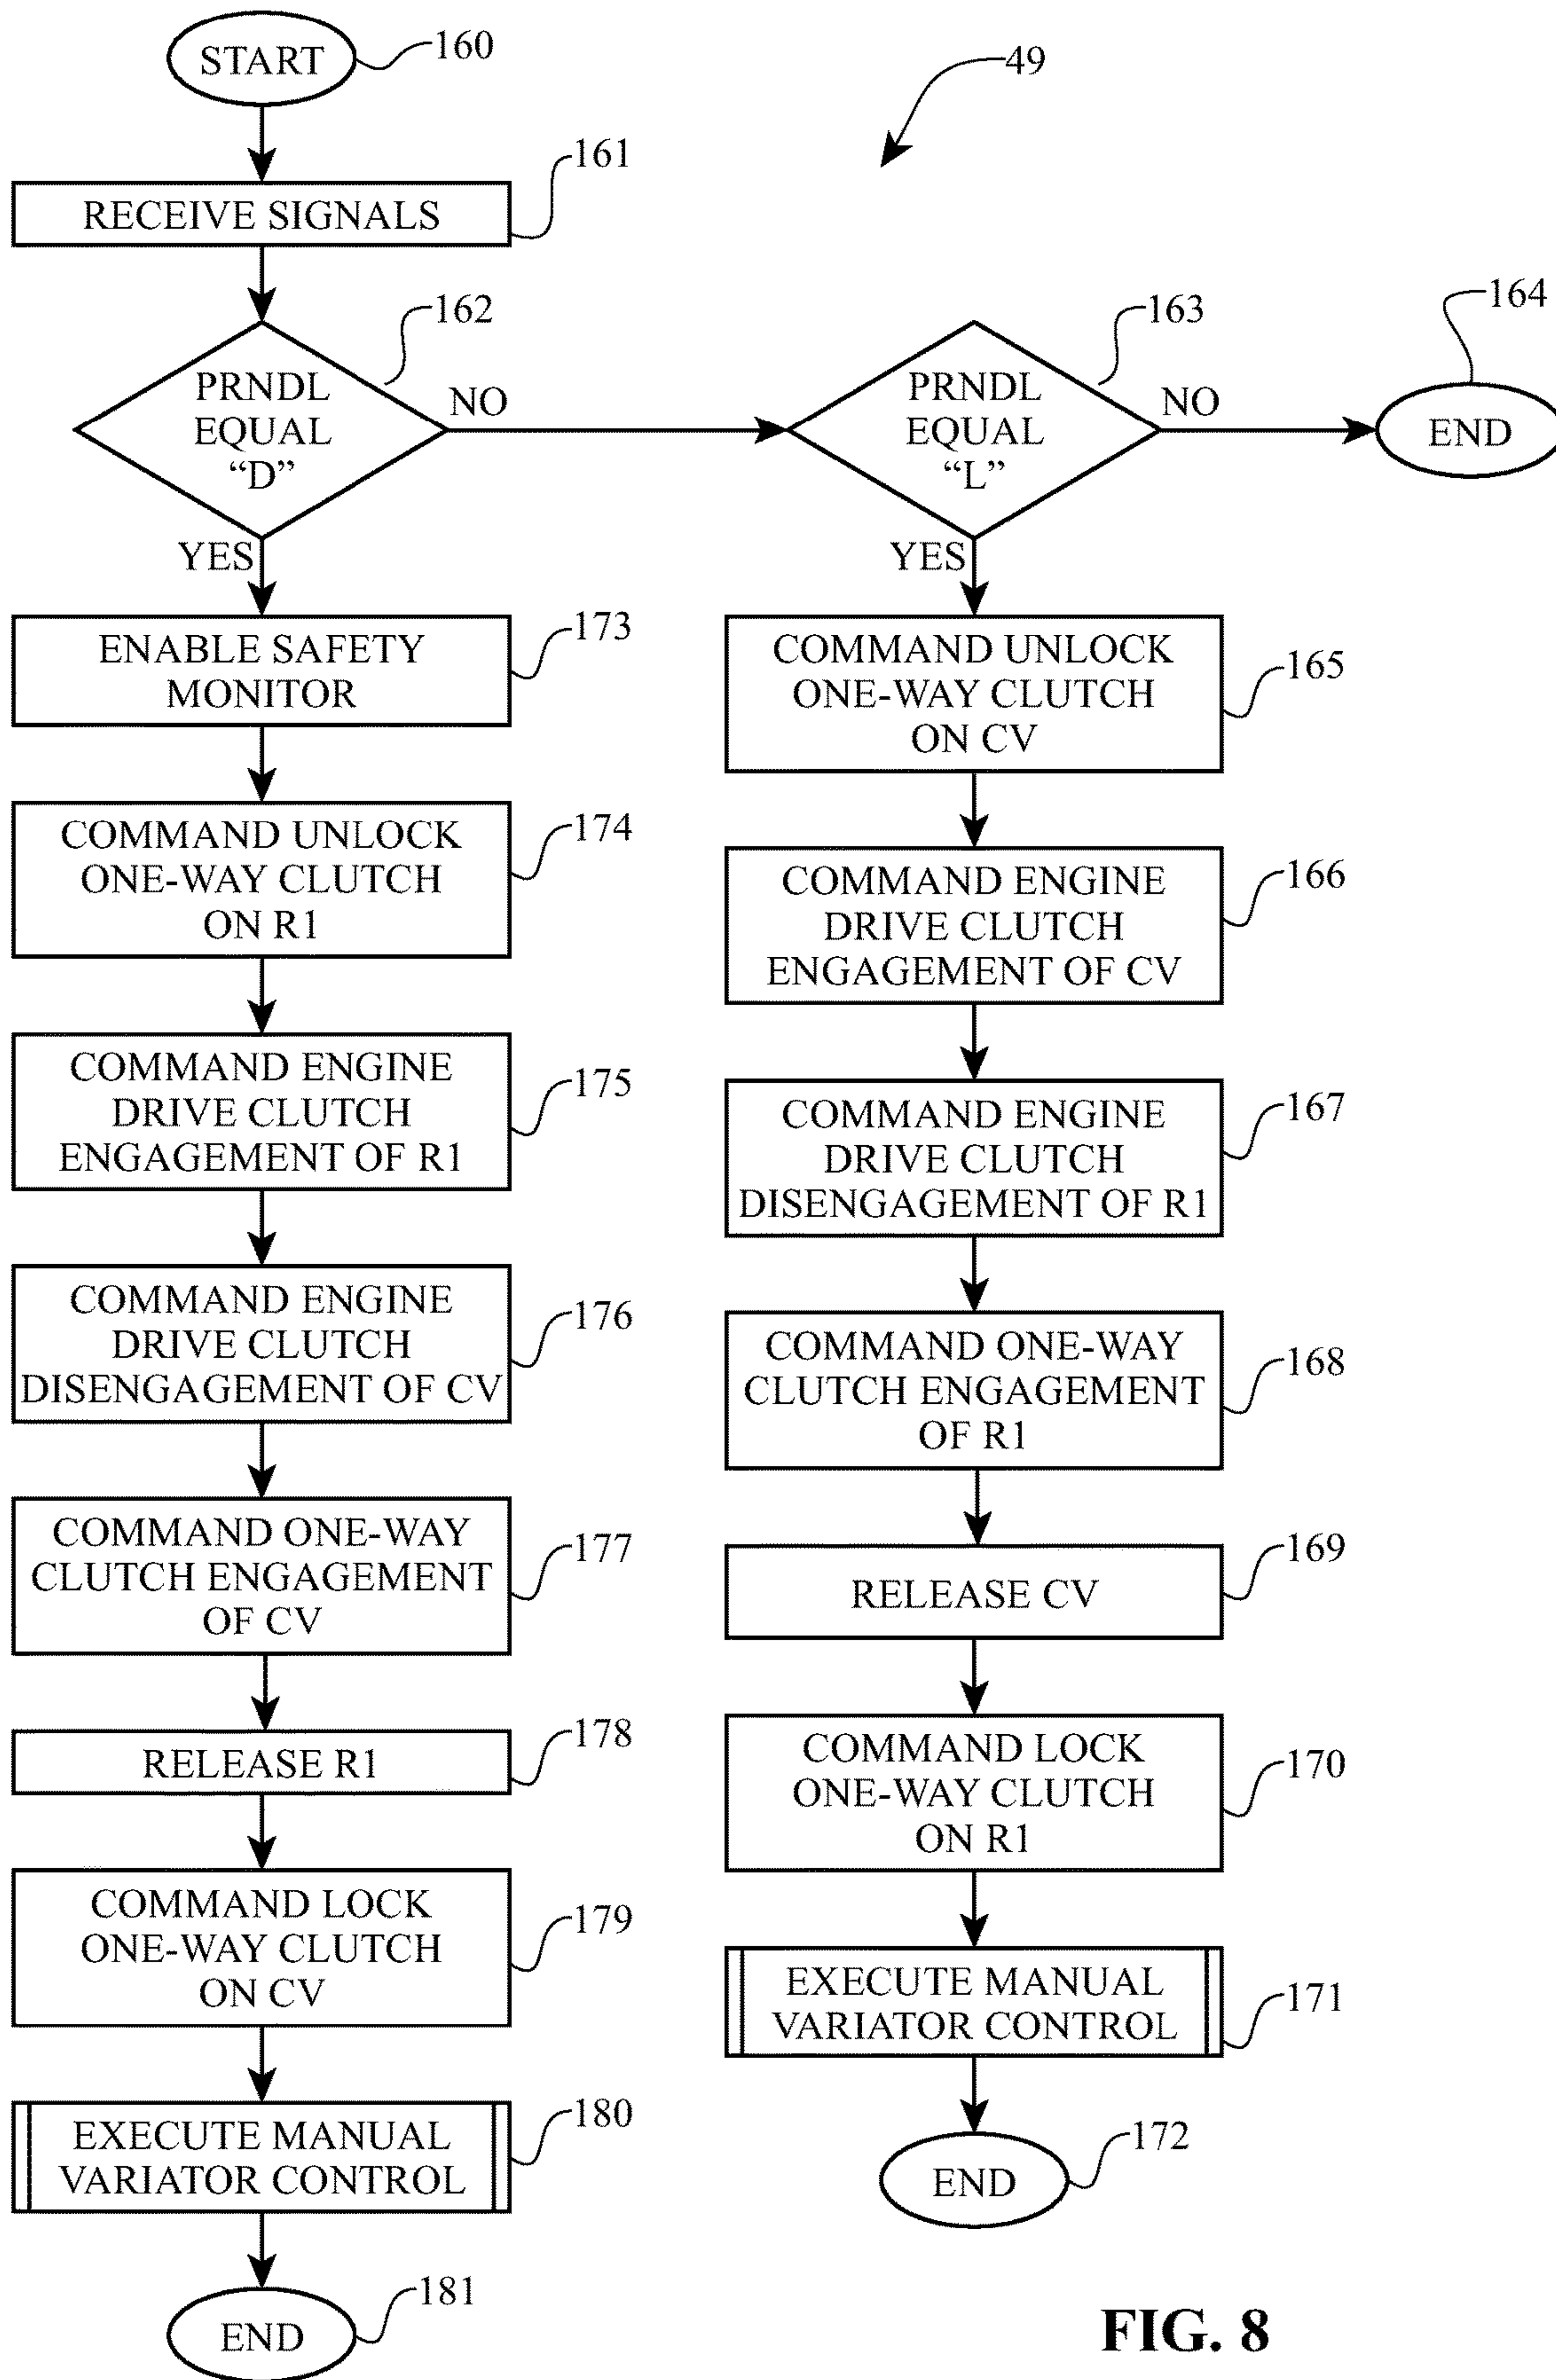 START
160
49
RECEIVE SIGNALS
161
PRNDL
EQUAL
“D”
162
NO
YES
PRNDL
EQUAL
“L”
163
NO
YES
END
164
ENABLE SAFETY
MONITOR
173
COMMAND UNLOCK
ONE-WAY CLUTCH
ON R1
174
COMMAND ENGINE
DRIVE CLUTCH
ENGAGEMENT OF R1
175
COMMAND ENGINE
DRIVE CLUTCH
DISENGAGEMENT OF CV
176
COMMAND ONE-WAY
CLUTCH ENGAGEMENT
OF CV
177
RELEASE R1
178
COMMAND LOCK
ONE-WAY CLUTCH
ON CV
179
EXECUTE MANUAL
VARIATOR CONTROL
180
END
181
COMMAND UNLOCK
ONE-WAY CLUTCH
ON CV
165
COMMAND ENGINE
DRIVE CLUTCH
ENGAGEMENT OF CV
166
COMMAND ENGINE
DRIVE CLUTCH
DISENGAGEMENT OF R1
167
COMMAND ONE-WAY
CLUTCH ENGAGEMENT
OF R1
168
RELEASE CV
169
COMMAND LOCK
ONE-WAY CLUTCH
ON R1
170
EXECUTE MANUAL
VARIATOR CONTROL
171
END
172
FIG. 8